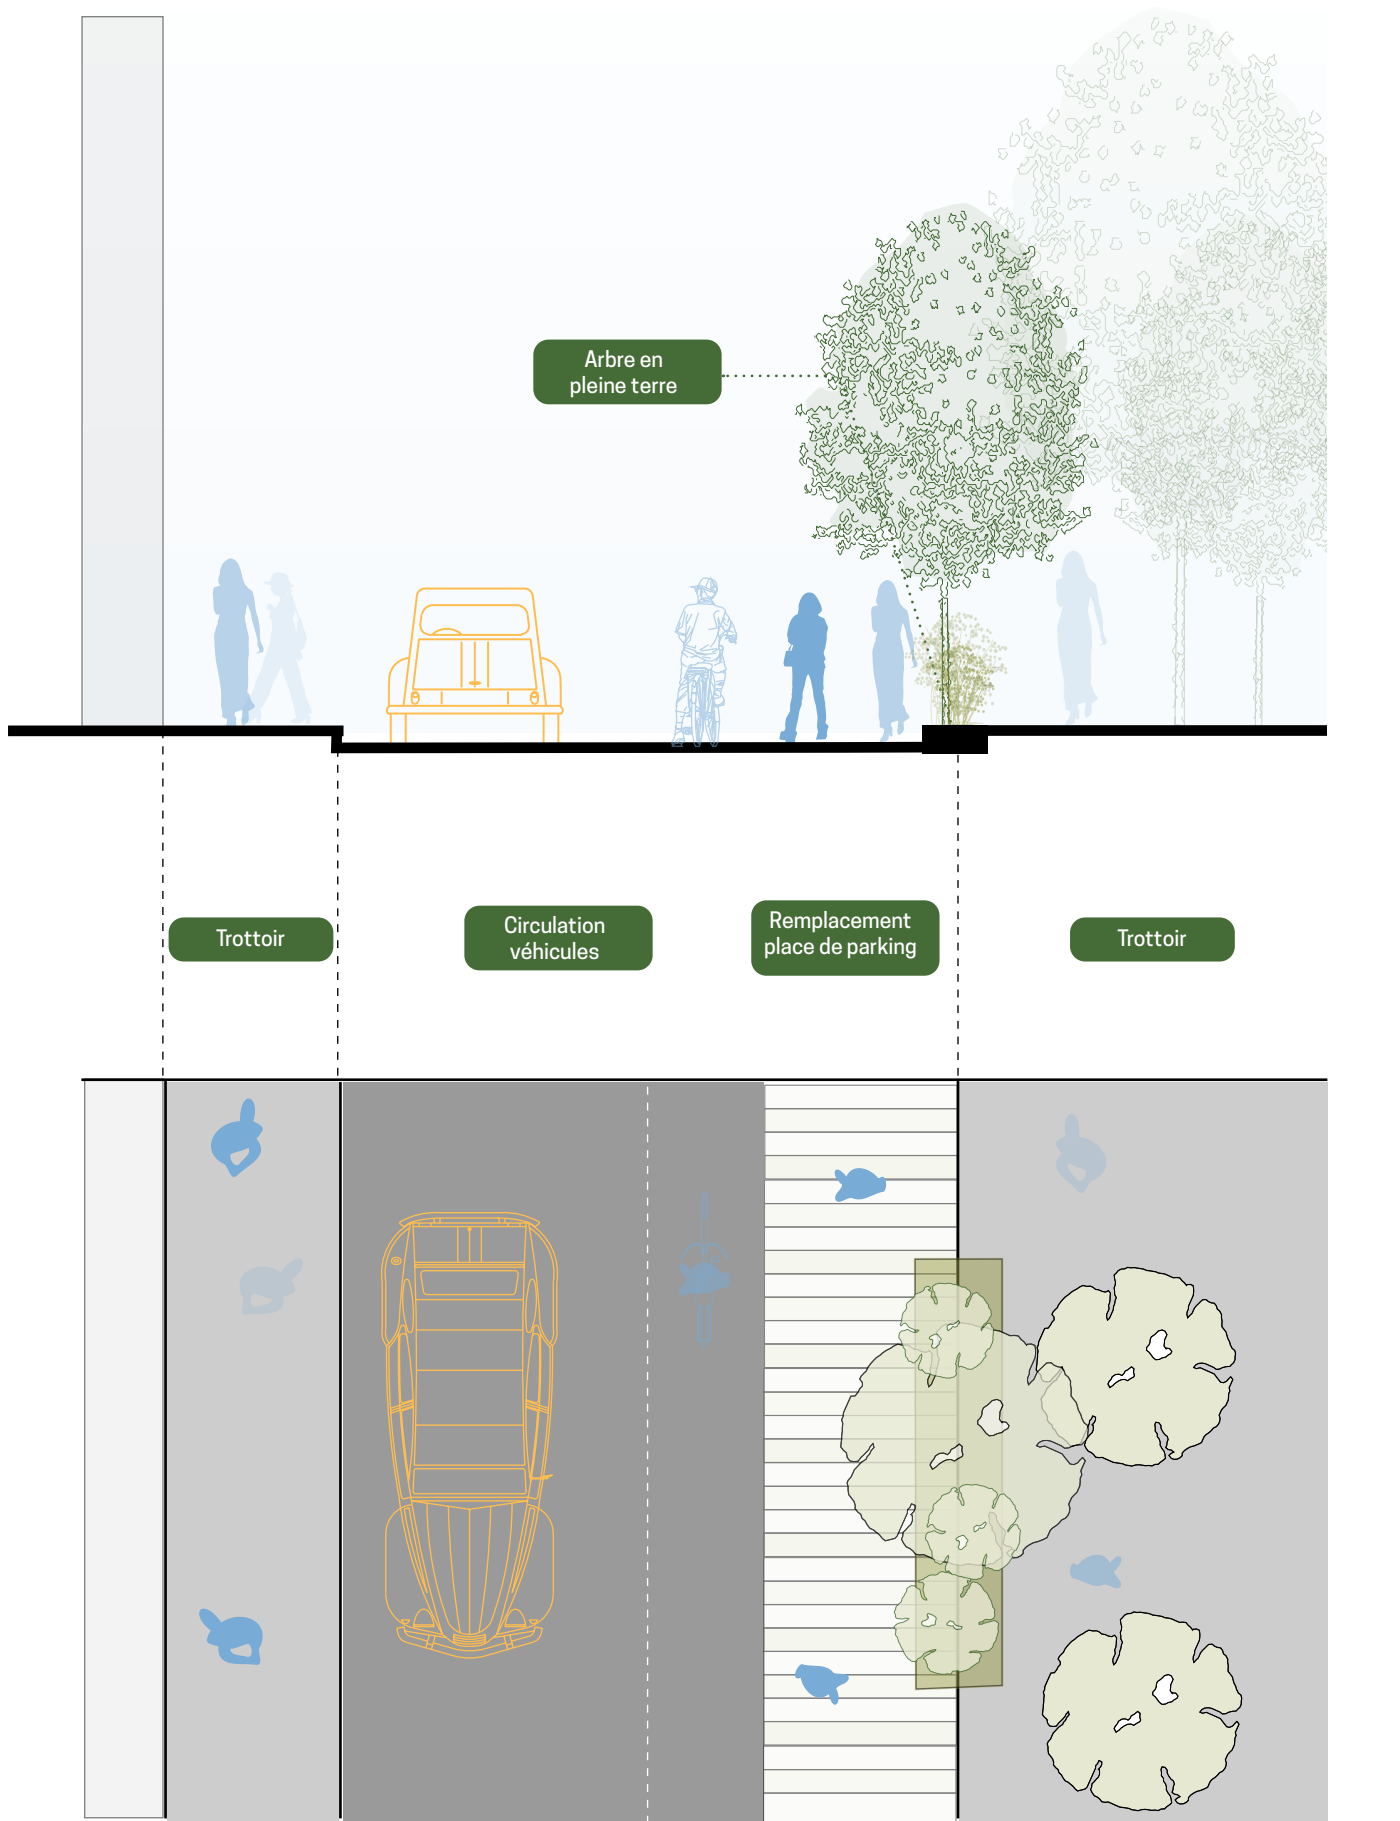 Arbre en
pleine terre
Trottoir
Circulation
véhicules
Remplacement
place de parking
Trottoir